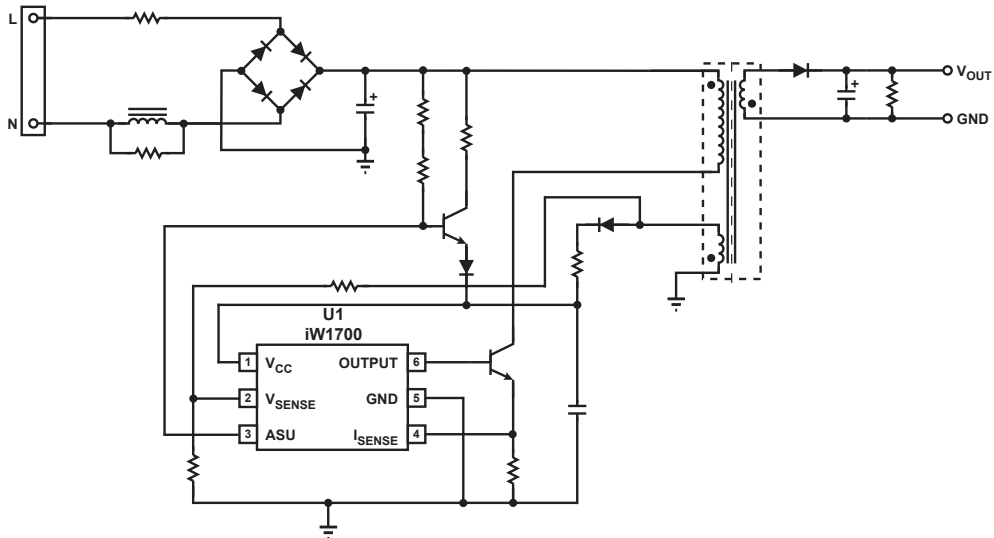 L
N
+
+
V_OUT
GND
U1
iW1700
1 V_CC OUTPUT 6
2 V_SENSE GND 5
3 ASU I_SENSE 4